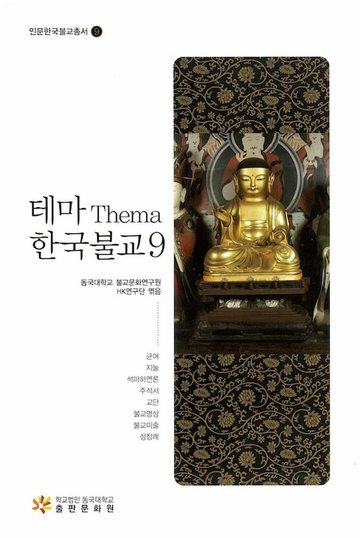 인문한국불교총서 9
테마 Thema
한국불교 9
동국대학교 불교문화연구원
HK연구단 엮음
균여
지눌
석마하연론
주석서
교단
불교명상
불교미술
상장례
학교법인 동국대학교
출판문화원